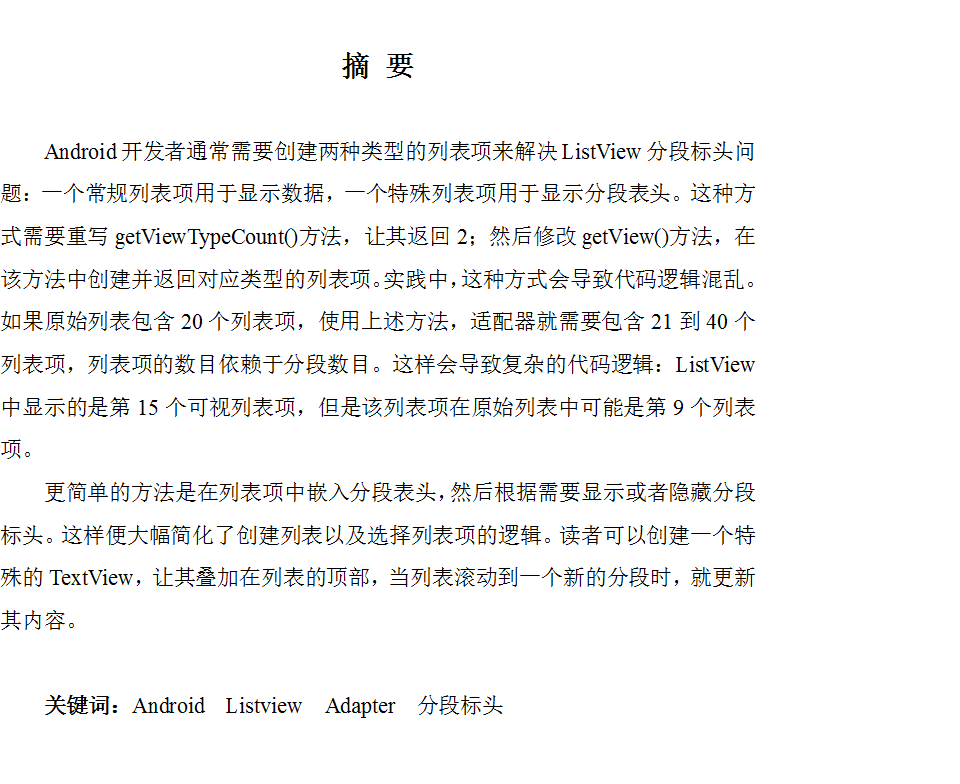 摘 要
Android 开发者通常需要创建两种类型的列表项来解决 ListView 分段标头问
题：一个常规列表项用于显示数据，一个特殊列表项用于显示分段表头。这种方
式需要重写 getViewTypeCount()方法，让其返回 2；然后修改 getView()方法，在
该方法中创建并返回对应类型的列表项。实践中，这种方式会导致代码逻辑混乱。
如果原始列表包含 20 个列表项，使用上述方法，适配器就需要包含 21 到 40 个
列表项，列表项的数目依赖于分段数目。这样会导致复杂的代码逻辑：ListView
中显示的是第 15 个可视列表项，但是该列表项在原始列表中可能是第 9 个列表
项。
更简单的方法是在列表项中嵌入分段表头，然后根据需要显示或者隐藏分段
标头。这样便大幅简化了创建列表以及选择列表项的逻辑。读者可以创建一个特
殊的 TextView，让其叠加在列表的顶部，当列表滚动到一个新的分段时，就更新
其内容。
关键词：Android Listview Adapter 分段标头